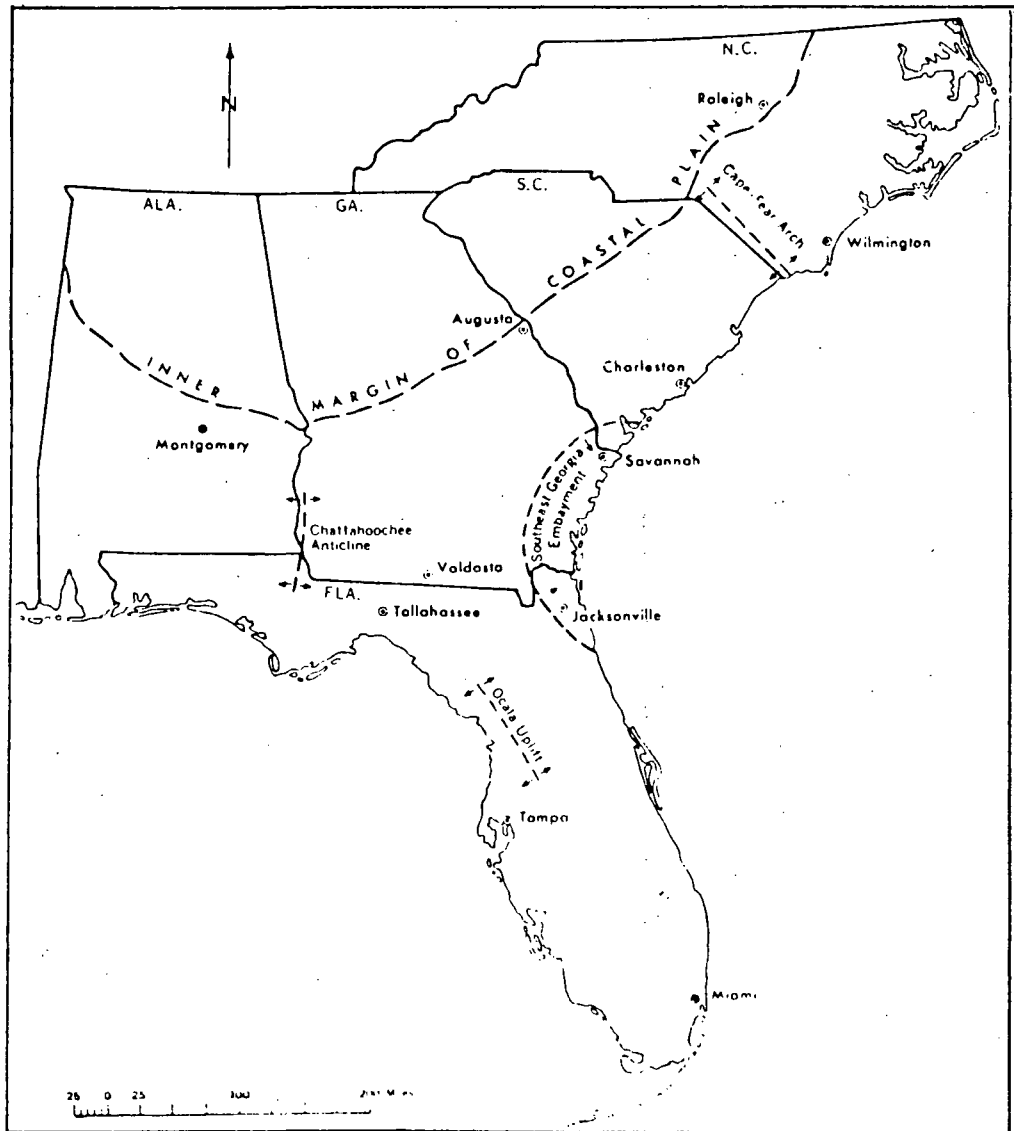 N.C.
N
Raleigh
S.C.
ALA.
GA.
Cape Fear Arch
Wilmington
INNER MARGIN OF COASTAL PLAIN
Augusta
Charleston
Montgomery
Savannah
Southeast Georgia
Embayment
Chattahoochee
Anticline
Valdosta
FLA.
Tallahassee
Jacksonville
Ocala Uplift
Tampa
Miami
25 0 25 100